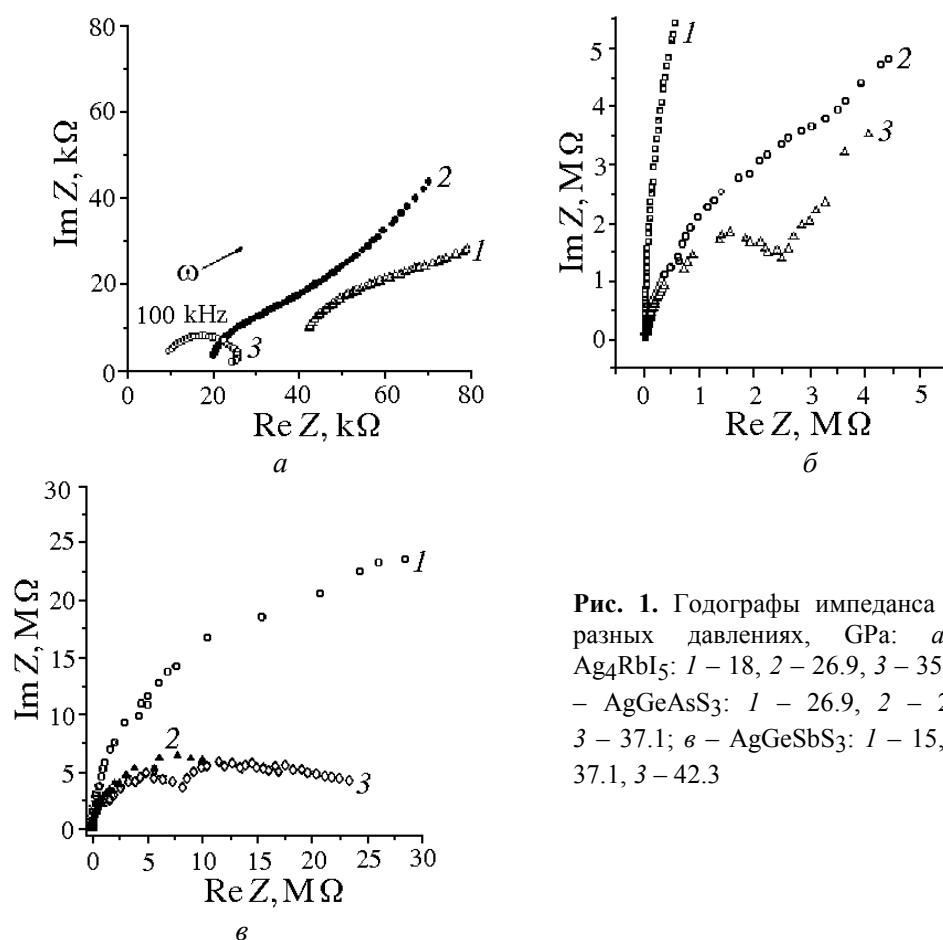 80
60
40
20
0
Im Z, kΩ
2
1
ω
100 kHz
3
0 20 40 60 80
Re Z, kΩ
а
1
5
2
4
3
3
2
1
0
Im Z, MΩ
0 1 2 3 4 5
Re Z, MΩ
б
30
25
1
20
15
10
2
5
3
0
Im Z, MΩ
0 5 10 15 20 25 30
Re Z, MΩ
в
Рис. 1. Годографы импеданса
разных давлениях, GPa: а
Ag4RbI5: 1 – 18, 2 – 26.9, 3 – 35
– AgGeAsS3: 1 – 26.9, 2 – 2
3 – 37.1; в – AgGeSbS3: 1 – 15,
37.1, 3 – 42.3